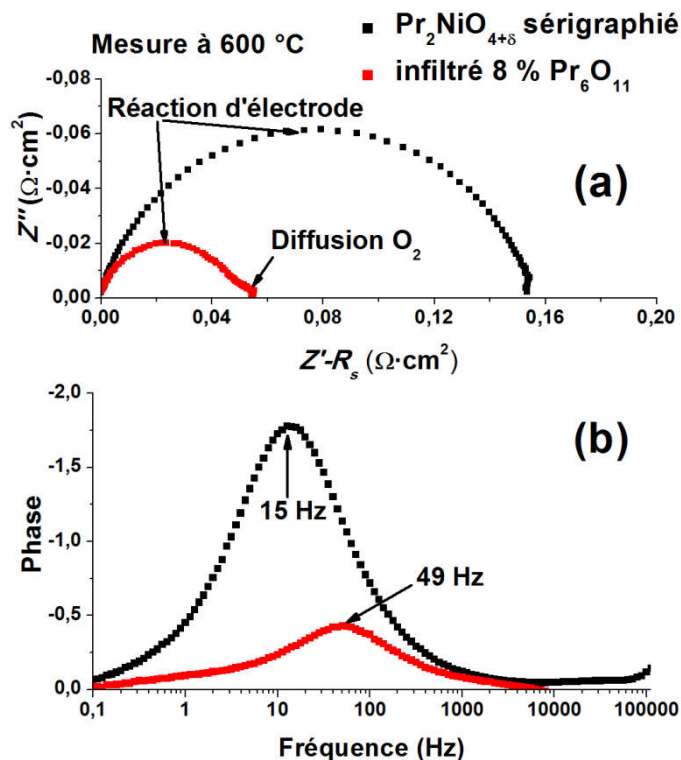 Mesure à 600 °C
Pr2NiO4+δ sérigraphié
infiltré 8 % Pr6O11
-0,08
-0,06
-0,04
-0,02
0,00
Z'' (Ω·cm²)
Réaction d'électrode
(a)
Diffusion O2
0,00 0,04 0,08 0,12 0,16 0,20
Z'-Rs (Ω·cm²)
-2,0
-1,5
-1,0
-0,5
0,0
Phase
(b)
15 Hz
49 Hz
0,1 1 10 100 1000 10000 100000
Fréquence (Hz)